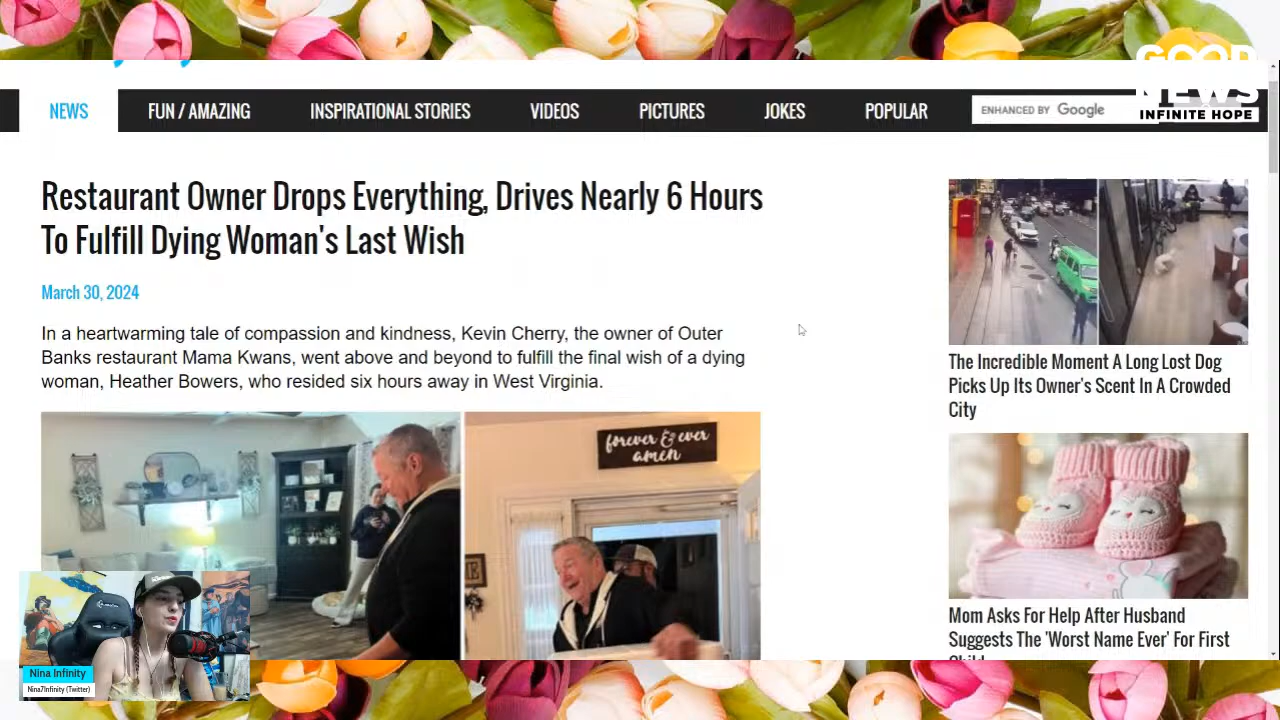 GOOD
NEWS
INFINITE HOPE
NEWS
FUN / AMAZING
INSPIRATIONAL STORIES
VIDEOS
PICTURES
JOKES
POPULAR
ENHANCED BY Google
Restaurant Owner Drops Everything, Drives Nearly 6 Hours
To Fulfill Dying Woman's Last Wish
March 30, 2024
In a heartwarming tale of compassion and kindness, Kevin Cherry, the owner of Outer
Banks restaurant Mama Kwans, went above and beyond to fulfill the final wish of a dying
woman, Heather Bowers, who resided six hours away in West Virginia.
forever & ever
amen
The Incredible Moment A Long Lost Dog
Picks Up Its Owner's Scent In A Crowded
City
Mom Asks For Help After Husband
Suggests The 'Worst Name Ever' For First
Child
Nina Infinity
Nina7Infinity (Twitter)